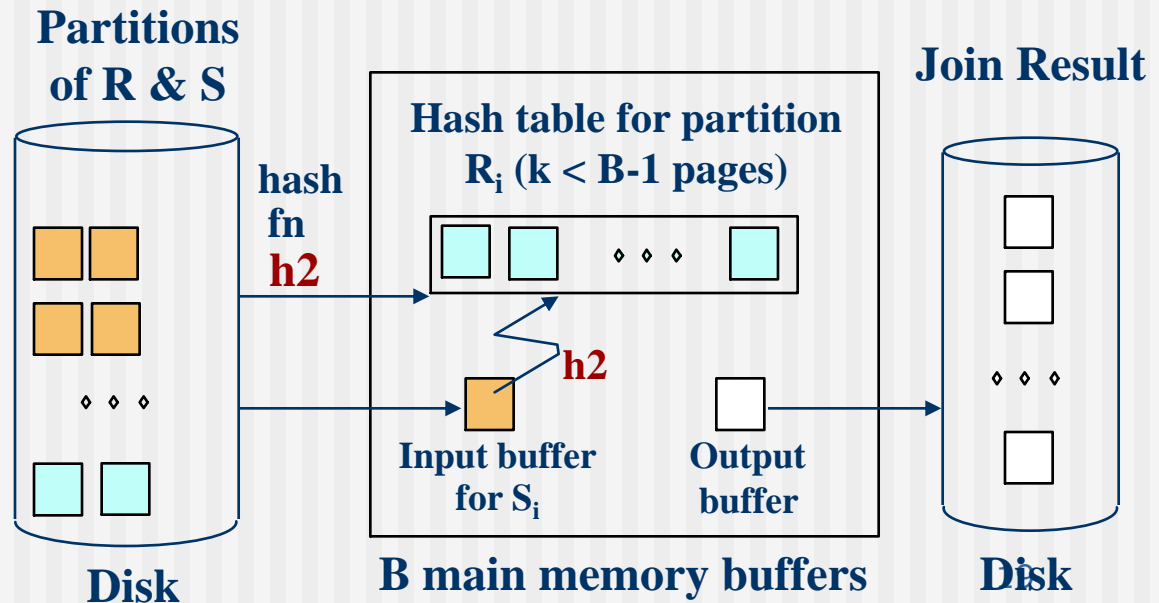 Partitions
of R & S
Join Result
Hash table for partition
Rᵢ (k < B-1 pages)
hash
fn
h2
h2
Input buffer
for Sᵢ
Output
buffer
Disk
B main memory buffers
Disk